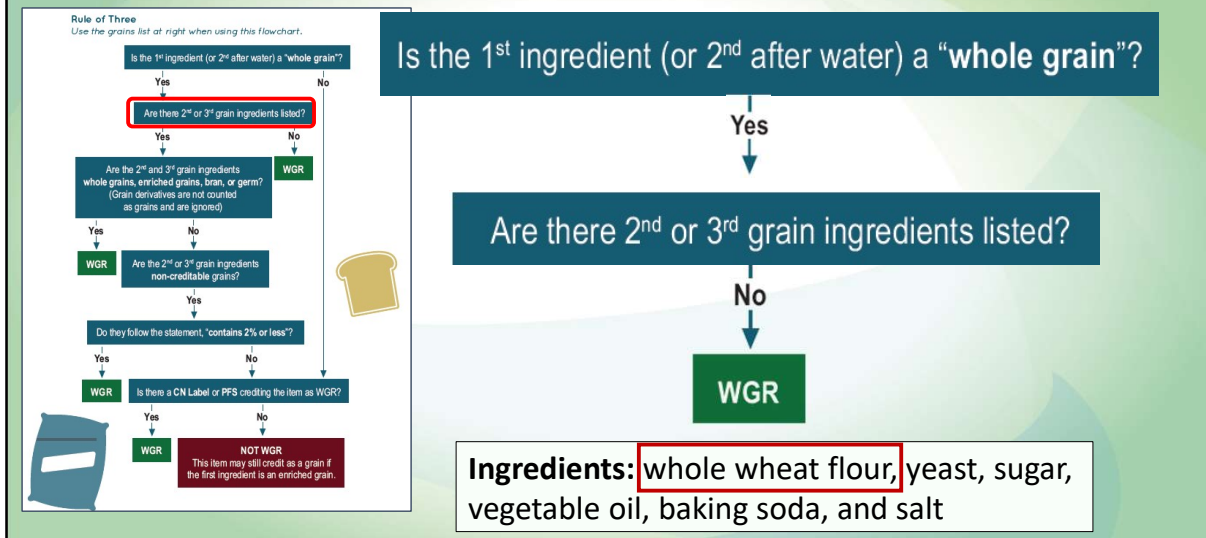 Rule of Three
Use the grains list at right when using this flowchart.
Is the 1st ingredient (or 2nd after water) a “whole grain”?
Yes
No
Are there 2nd or 3rd grain ingredients listed?
Yes
No
Are the 2nd and 3rd grain ingredients
whole grains, enriched grains, bran, or germ?
(Grain derivatives are not counted
as grains and are ignored)
WGR
Yes
No
WGR
Are the 2nd or 3rd grain ingredients
non-creditable grains?
Yes
Do they follow the statement, “contains 2% or less”?
Yes
No
WGR
Is there a CN Label or PFS crediting the item as WGR?
Yes
No
WGR
NOT WGR
This item may still credit as a grain if
the first ingredient is an enriched grain.
Is the 1st ingredient (or 2nd after water) a “whole grain”?
Yes
Are there 2nd or 3rd grain ingredients listed?
No
WGR
Ingredients: whole wheat flour, yeast, sugar,
vegetable oil, baking soda, and salt